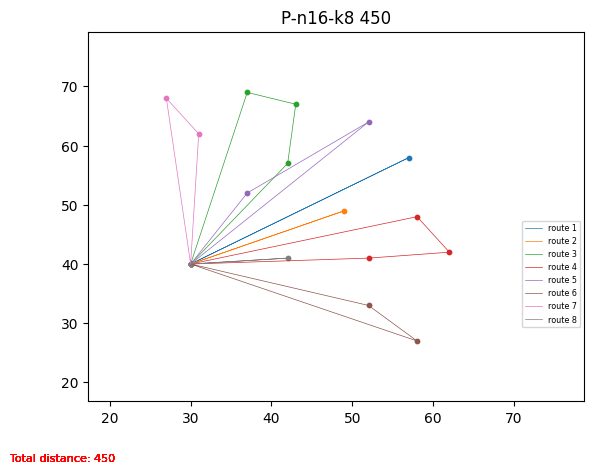 P-n16-k8 450
70
60
50
40
30
20
route 1
route 2
route 3
route 4
route 5
route 6
route 7
route 8
20 30 40 50 60 70
Total distance: 450